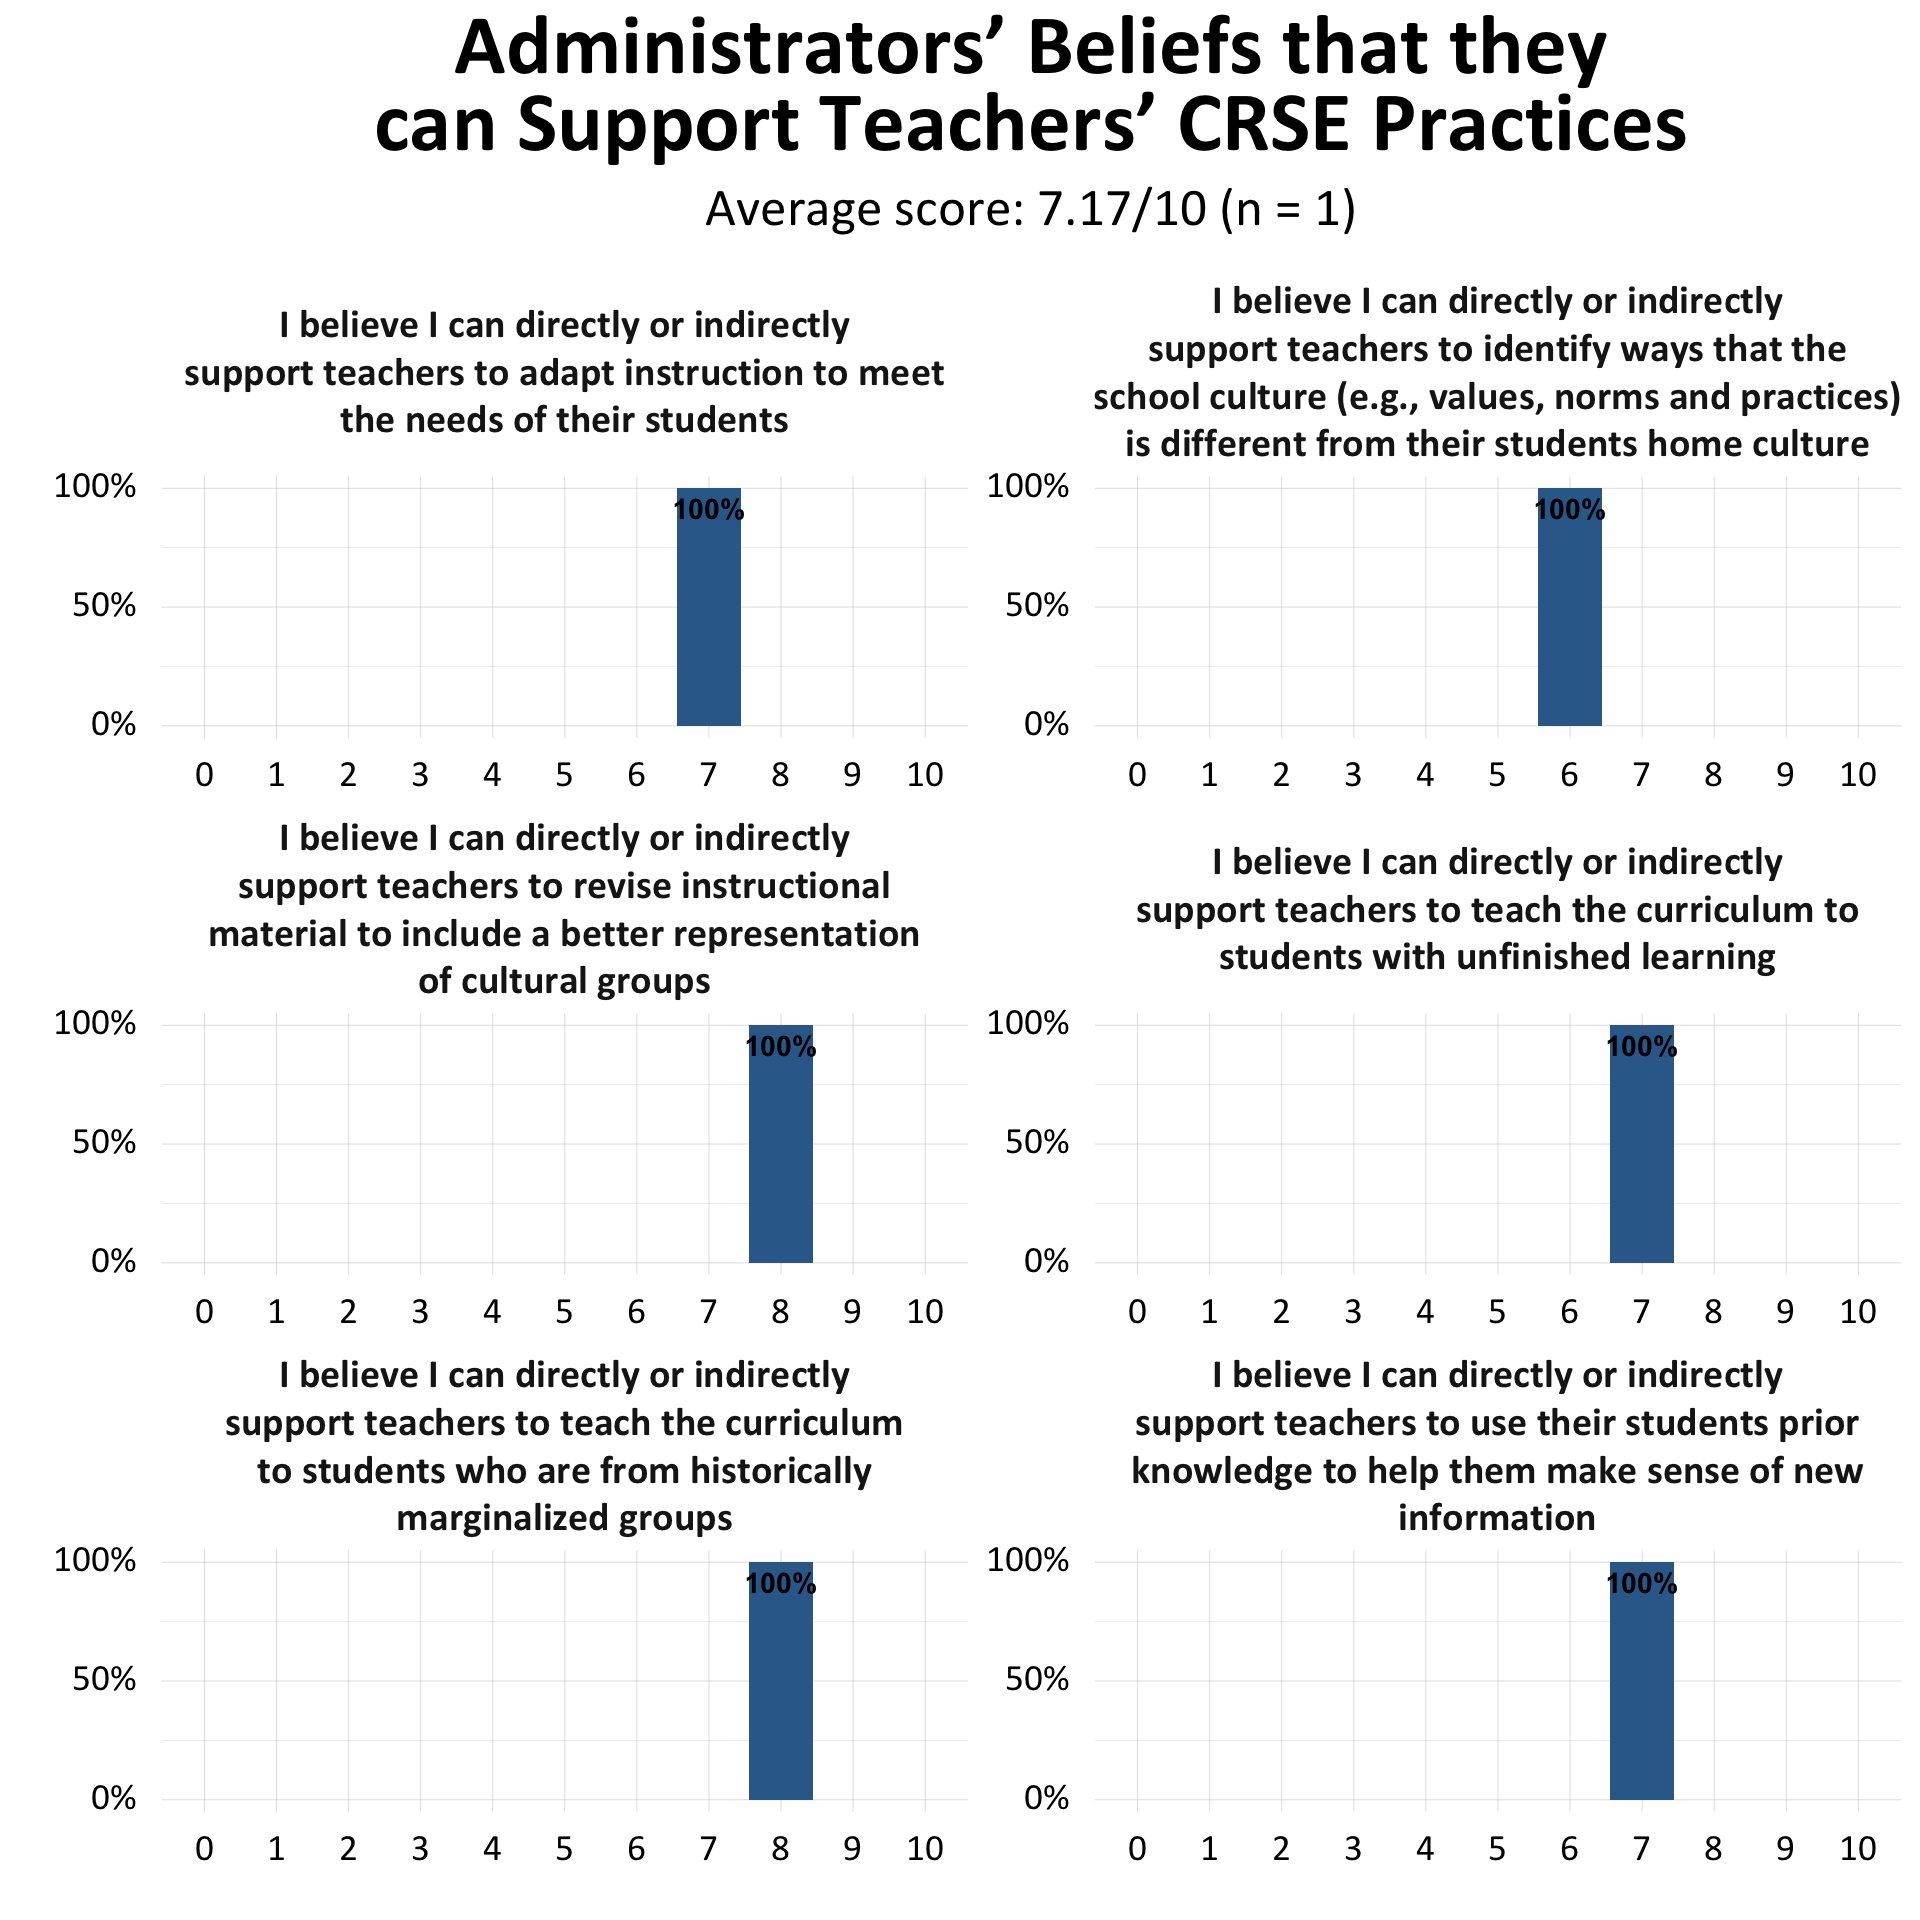 Administrators’ Beliefs that they
can Support Teachers’ CRSE Practices
Average score: 7.17/10 (n = 1)
I believe I can directly or indirectly
support teachers to adapt instruction to meet
the needs of their students
100%
100%
50%
0%
0 1 2 3 4 5 6 7 8 9 10
I believe I can directly or indirectly
support teachers to identify ways that the
school culture (e.g., values, norms and practices)
is different from their students home culture
100%
100%
50%
0%
0 1 2 3 4 5 6 7 8 9 10
I believe I can directly or indirectly
support teachers to revise instructional
material to include a better representation
of cultural groups
100%
100%
50%
0%
0 1 2 3 4 5 6 7 8 9 10
I believe I can directly or indirectly
support teachers to teach the curriculum to
students with unfinished learning
100%
100%
50%
0%
0 1 2 3 4 5 6 7 8 9 10
I believe I can directly or indirectly
support teachers to teach the curriculum
to students who are from historically
marginalized groups
100%
100%
50%
0%
0 1 2 3 4 5 6 7 8 9 10
I believe I can directly or indirectly
support teachers to use their students prior
knowledge to help them make sense of new
information
100%
100%
50%
0%
0 1 2 3 4 5 6 7 8 9 10